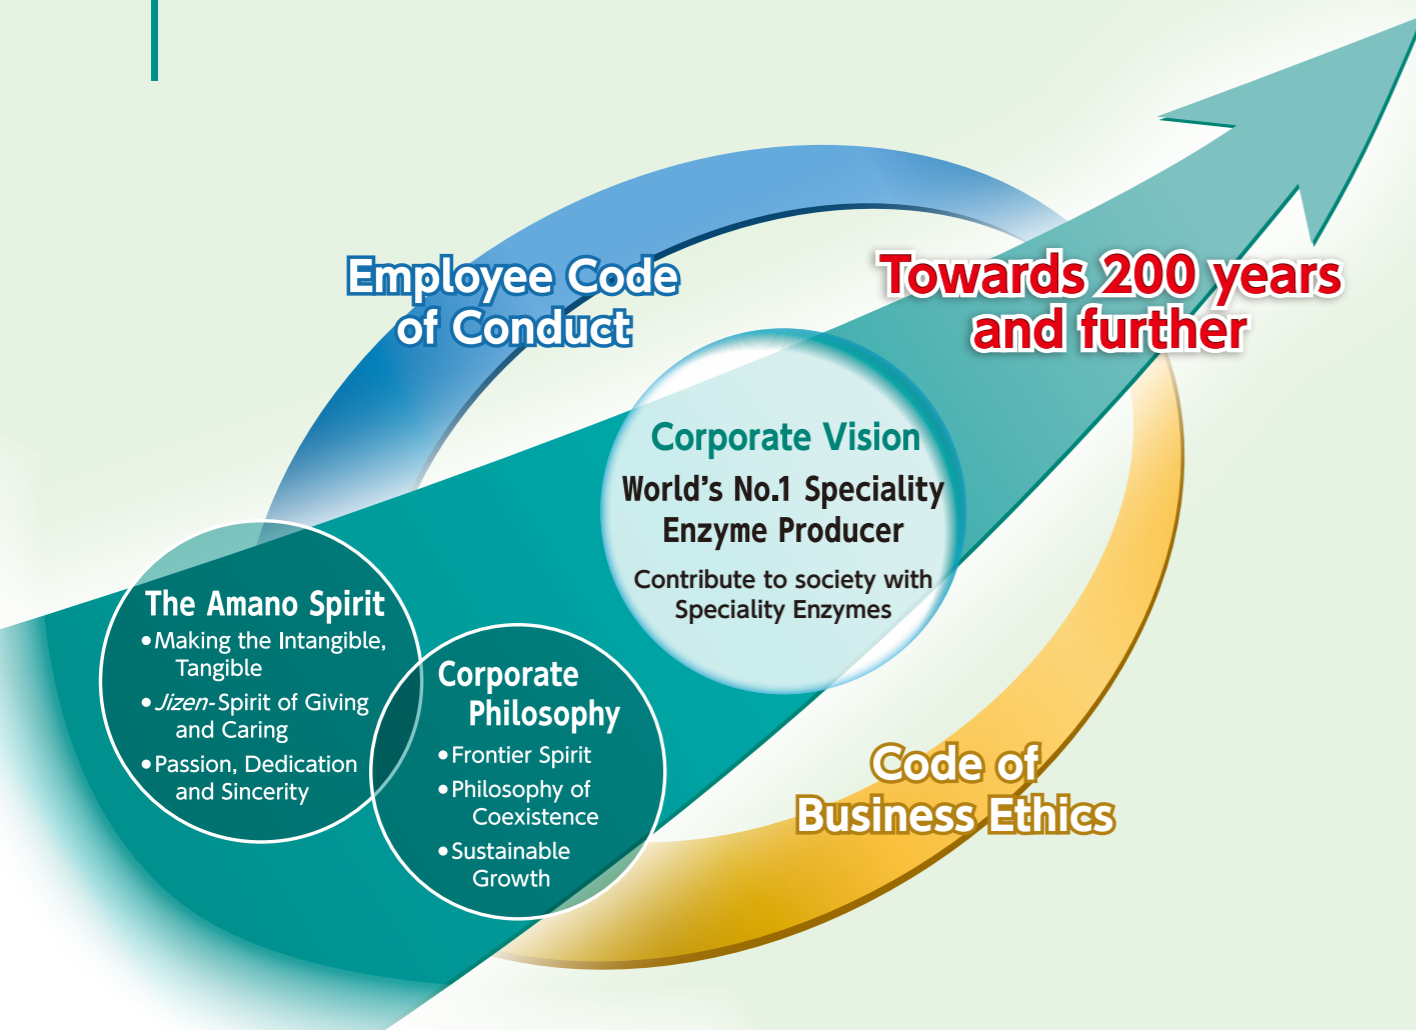 Employee Code
of Conduct
Towards 200 years
and further
Corporate Vision
World's No.1 Speciality
Enzyme Producer
Contribute to society with
Speciality Enzymes
The Amano Spirit
•Making the Intangible,
Tangible
•Jizen-Spirit of Giving
and Caring
•Passion, Dedication
and Sincerity
Corporate
Philosophy
•Frontier Spirit
•Philosophy of
Coexistence
•Sustainable
Growth
Code of
Business Ethics